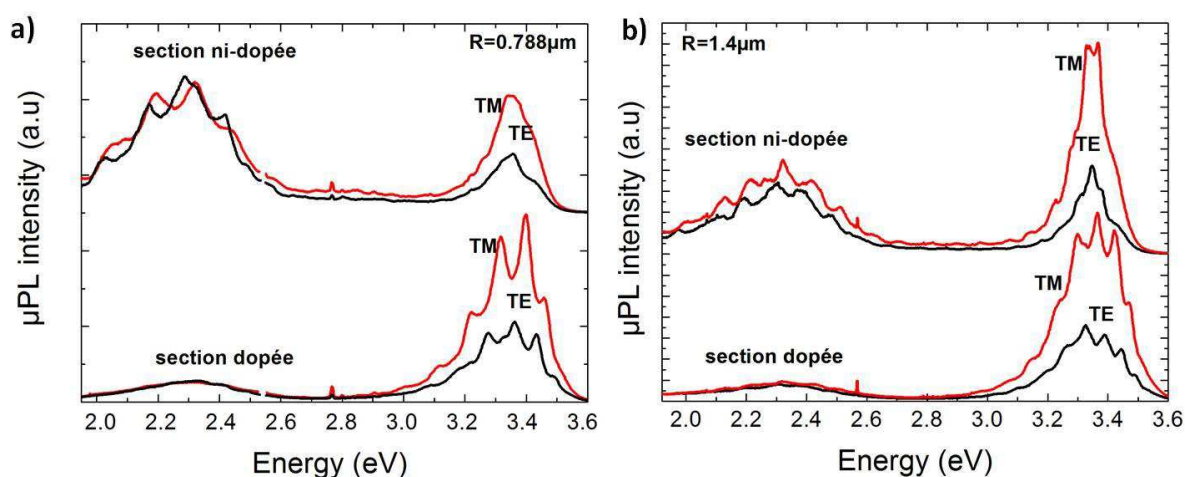 a)
section ni-dopée
R=0.788µm
TM
TE
TM
TE
section dopée
µPL intensity (a.u)
2.0 2.2 2.4 2.6 2.8 3.0 3.2 3.4 3.6
Energy (eV)
b)
R=1.4µm
TM
section ni-dopée
TE
TM
TE
section dopée
µPL intensity (a.u)
2.0 2.2 2.4 2.6 2.8 3.0 3.2 3.4 3.6
Energy (eV)